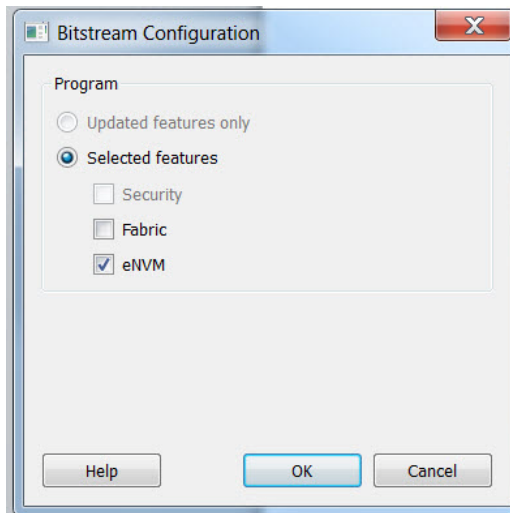 Bitstream Configuration
Program
Updated features only
Selected features
Security
Fabric
eNVM
Help
OK
Cancel